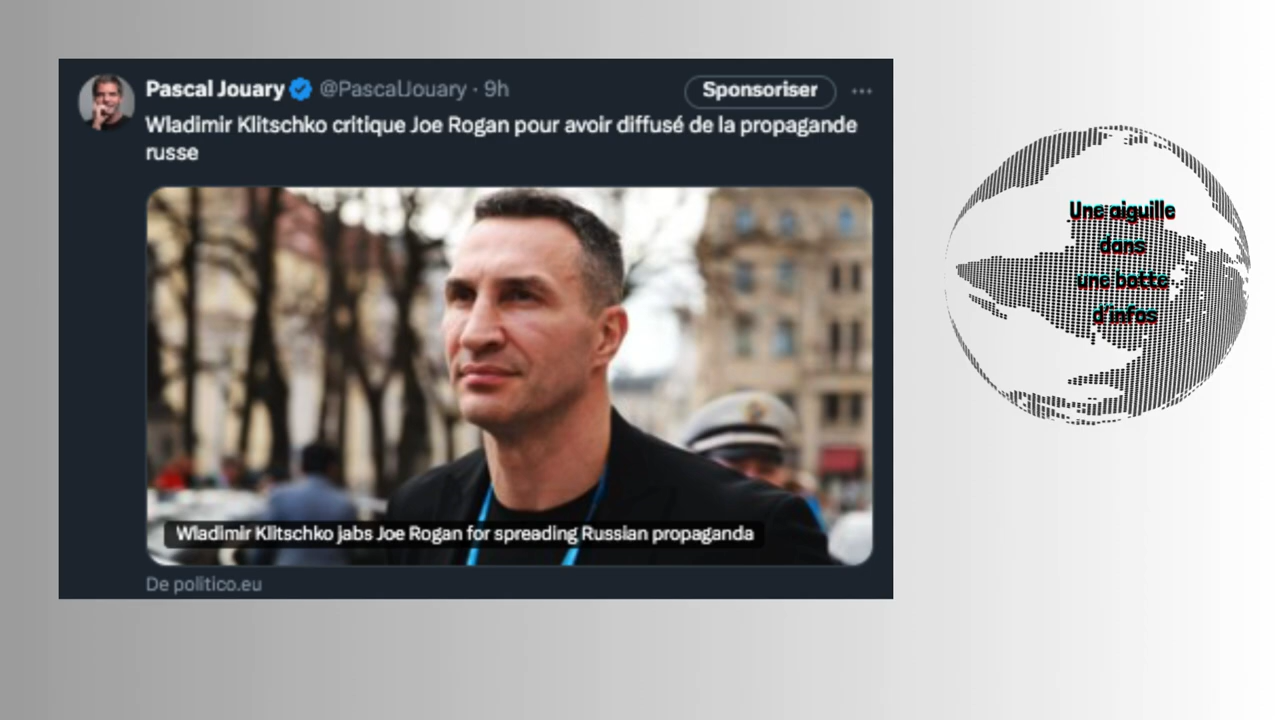 Pascal Jouary @PascalJouary · 9h
Sponsoriser
Wladimir Klitschko critique Joe Rogan pour avoir diffusé de la propagande
russe
Wladimir Klitschko jabs Joe Rogan for spreading Russian propaganda
De politico.eu
Une aiguille
dans
une botte
d'infos